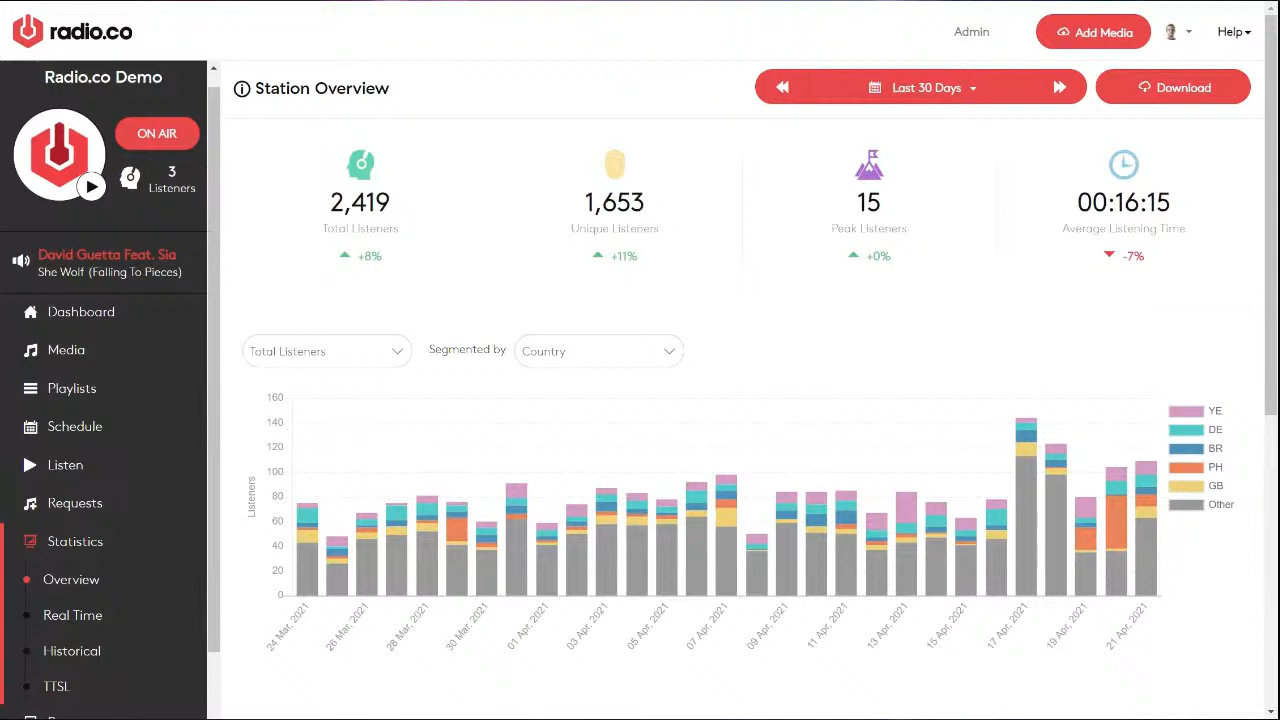 radio.co
Admin
Add Media
Help
Radio.co Demo
ON AIR
3
Listeners
David Guetta Feat. Sia
She Wolf (Falling To Pieces)
Dashboard
Media
Playlists
Schedule
Listen
Requests
Statistics
Overview
Real Time
Historical
TTSL
Station Overview
Last 30 Days
Download
2,419
Total Listeners
+8%
1,653
Unique Listeners
+11%
15
Peak Listeners
+0%
00:16:15
Average Listening Time
-7%
Total Listeners
Segmented by
Country
Listeners
160
140
120
100
80
60
40
20
0
24 Mar, 2021
26 Mar, 2021
28 Mar, 2021
30 Mar, 2021
01 Apr, 2021
03 Apr, 2021
05 Apr, 2021
07 Apr, 2021
09 Apr, 2021
11 Apr, 2021
13 Apr, 2021
15 Apr, 2021
17 Apr, 2021
19 Apr, 2021
21 Apr, 2021
YE
DE
BR
PH
GB
Other